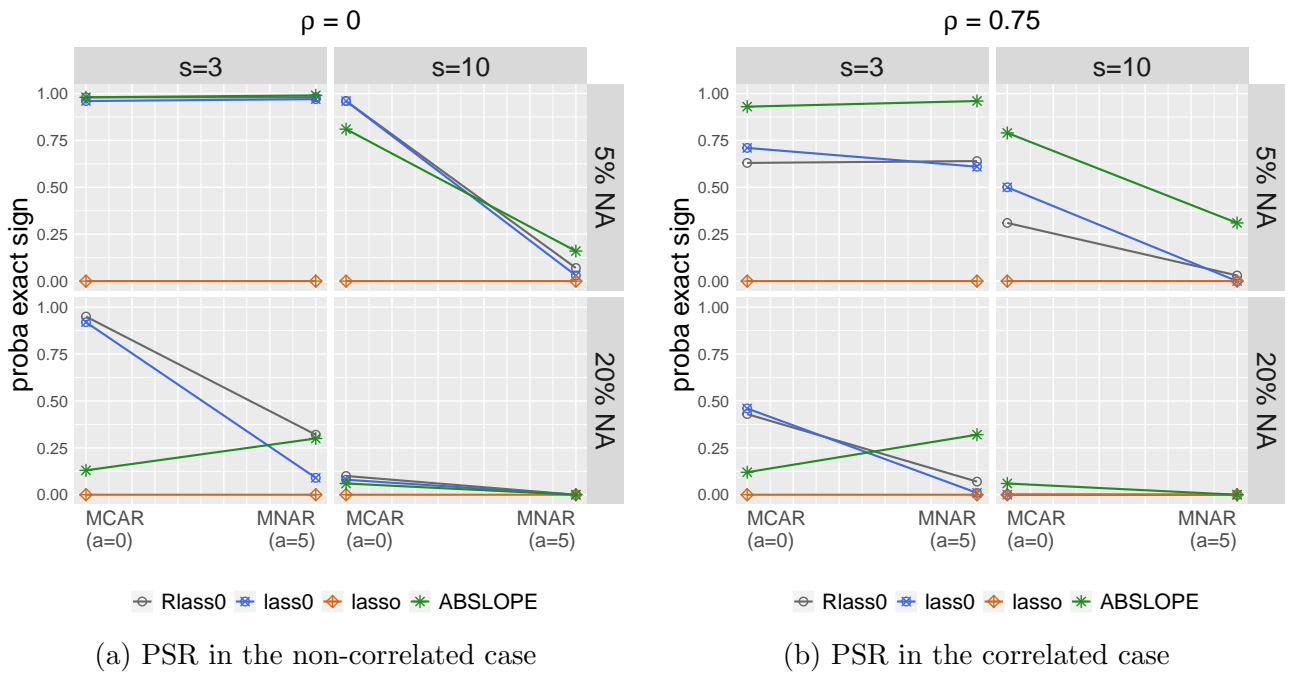 ρ = 0
s=3 s=10
proba exact sign
1.00
0.75
0.50
0.25
0.00
5% NA
1.00
0.75
0.50
0.25
0.00
20% NA
MCAR MNAR MCAR MNAR
(a=0) (a=5) (a=0) (a=5)
Rlass0 lass0 lasso ABSLOPE
(a) PSR in the non-correlated case
ρ = 0.75
s=3 s=10
proba exact sign
1.00
0.75
0.50
0.25
0.00
5% NA
1.00
0.75
0.50
0.25
0.00
20% NA
MCAR MNAR MCAR MNAR
(a=0) (a=5) (a=0) (a=5)
Rlass0 lass0 lasso ABSLOPE
(b) PSR in the correlated case